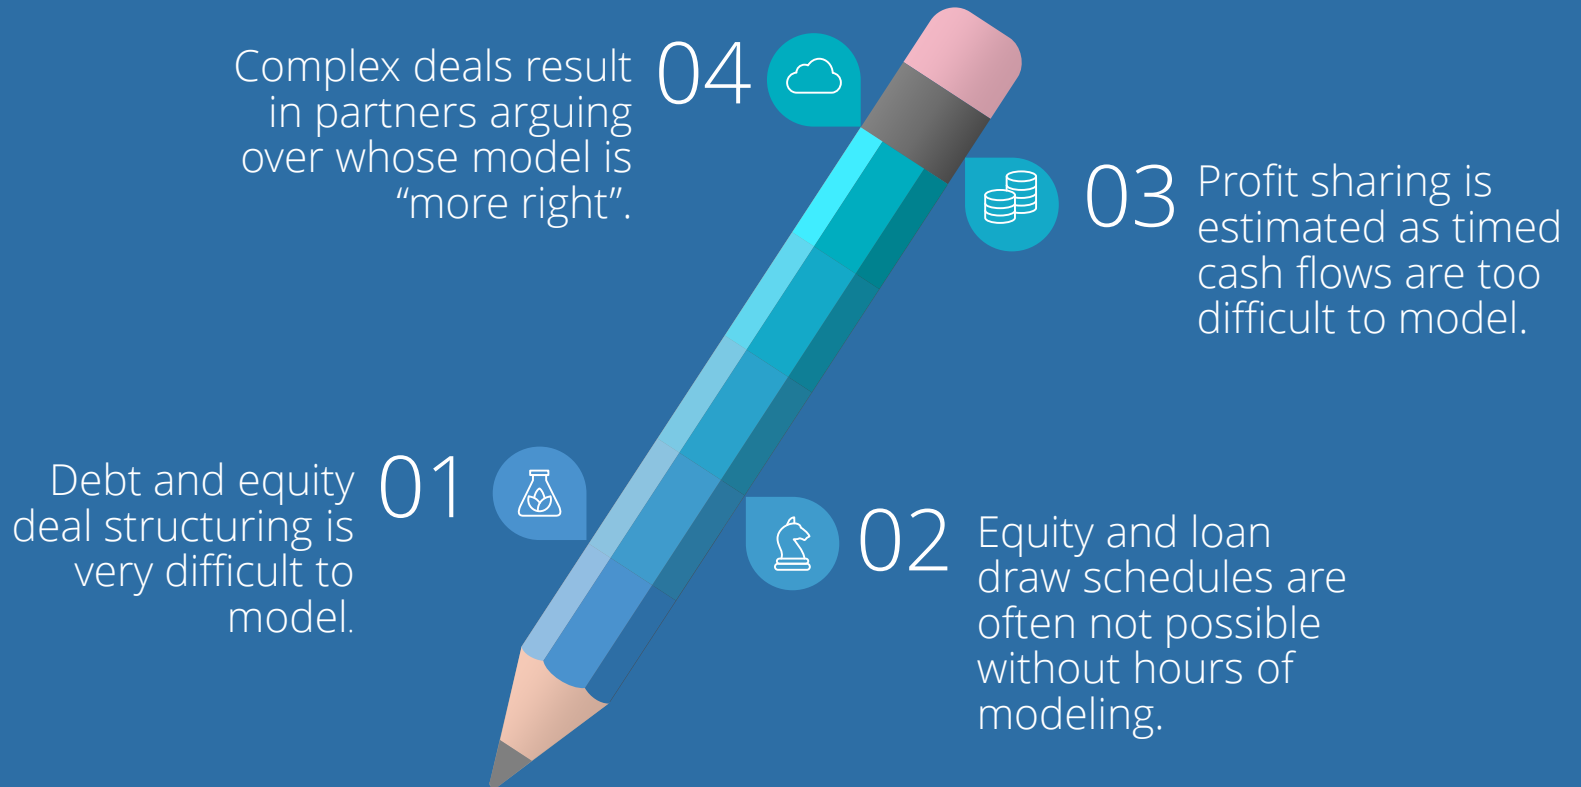 04
Complex deals result
in partners arguing
over whose model is
“more right”.
03
Profit sharing is
estimated as timed
cash flows are too
difficult to model.
01
Debt and equity
deal structuring is
very difficult to
model.
02
Equity and loan
draw schedules are
often not possible
without hours of
modeling.